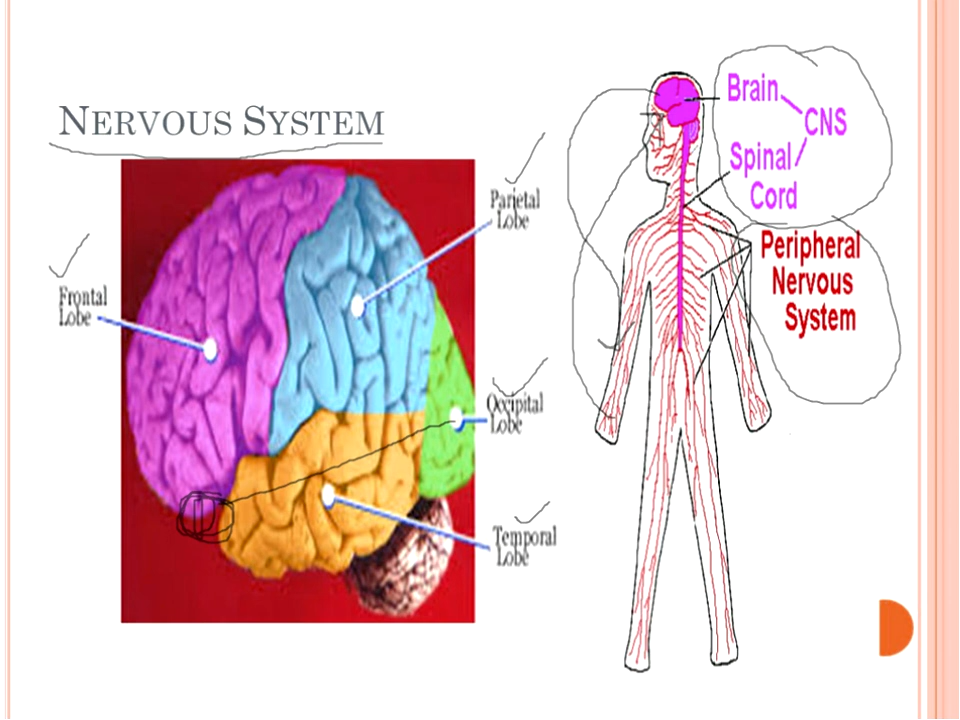 NERVOUS SYSTEM
Frontal
Lobe
Parietal
Lobe
Occipital
Lobe
Temporal
Lobe
Brain
CNS
Spinal
Cord
Peripheral
Nervous
System